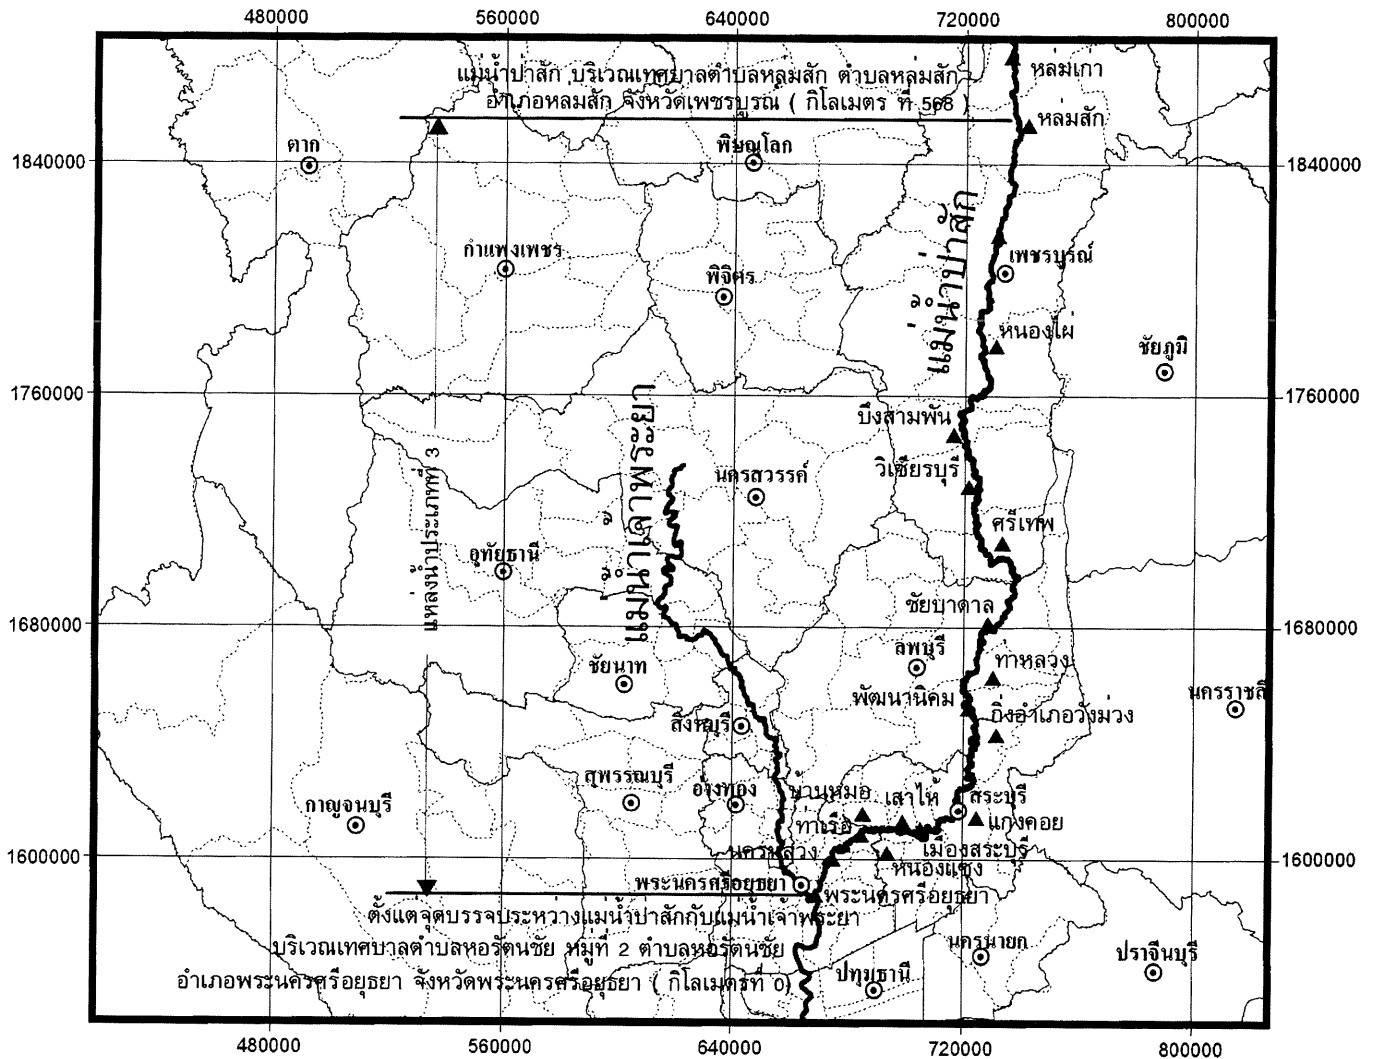 480000 560000 640000 720000 800000
แม่น้ำป่าสัก บริเวณเทศบาลตำบลหล่มสัก ตำบลหล่มสัก
อำเภอหล่มสัก จังหวัดเพชรบูรณ์ ( กิโลเมตร ที่ 568 )
หล่มเก่า
หล่มสัก
ตาก
พิษณุโลก
1840000 1840000
แม่น้ำป่าสัก
กำแพงเพชร
เพชรบูรณ์
พิจิตร
หนองไผ่
ชัยภูมิ
1760000 1760000
แม่น้ำเจ้าพระยา
บึงสามพัน
แหล่งน้ำประเภทที่ 3
วิเชียรบุรี
นครสวรรค์
ศรีเทพ
อุทัยธานี
ชัยบาดาล
1680000 1680000
ลพบุรี
ท่าหลวง
ชัยนาท
นครราชสี
พัฒนานิคม
กิ่งอำเภอวังม่วง
สิงหบุรี
สุพรรณบุรี
อ่างทอง
บ้านหมอ
เสาไห้
สระบุรี
กาญจนบุรี
ท่าเรือ
แก่งคอย
เมืองสระบุรี
นครหลวง
1600000 1600000
หนองแซง
พระนครศรีอยุธยา
พระนครศรีอยุธยา
ตั้งแต่จุดบรรจบระหว่างแม่น้ำป่าสักกับแม่น้ำเจ้าพระยา
บริเวณเทศบาลตำบลหอรัตนชัย หมู่ที่ 2 ตำบลหอรัตนชัย
อำเภอพระนครศรีอยุธยา จังหวัดพระนครศรีอยุธยา ( กิโลเมตรที่ 0)
นครนายก
ปราจีนบุรี
ปทุมธานี
480000 560000 640000 720000 800000